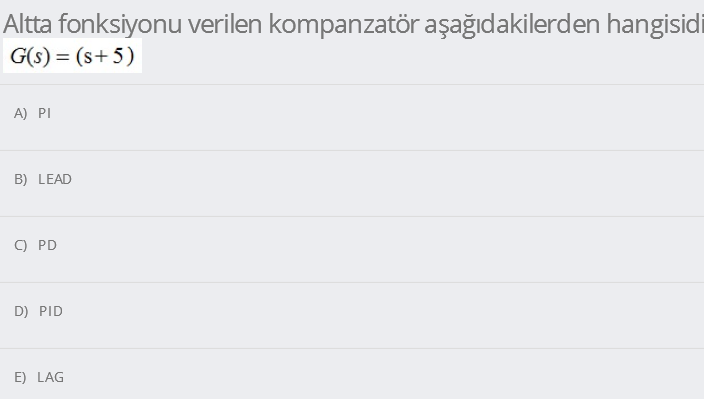 Altta fonksiyonu verilen kompanzatör aşağıdakilerden hangisidi
G(s) = (s+ 5)
A) PI
B) LEAD
C) PD
D) PID
E) LAG